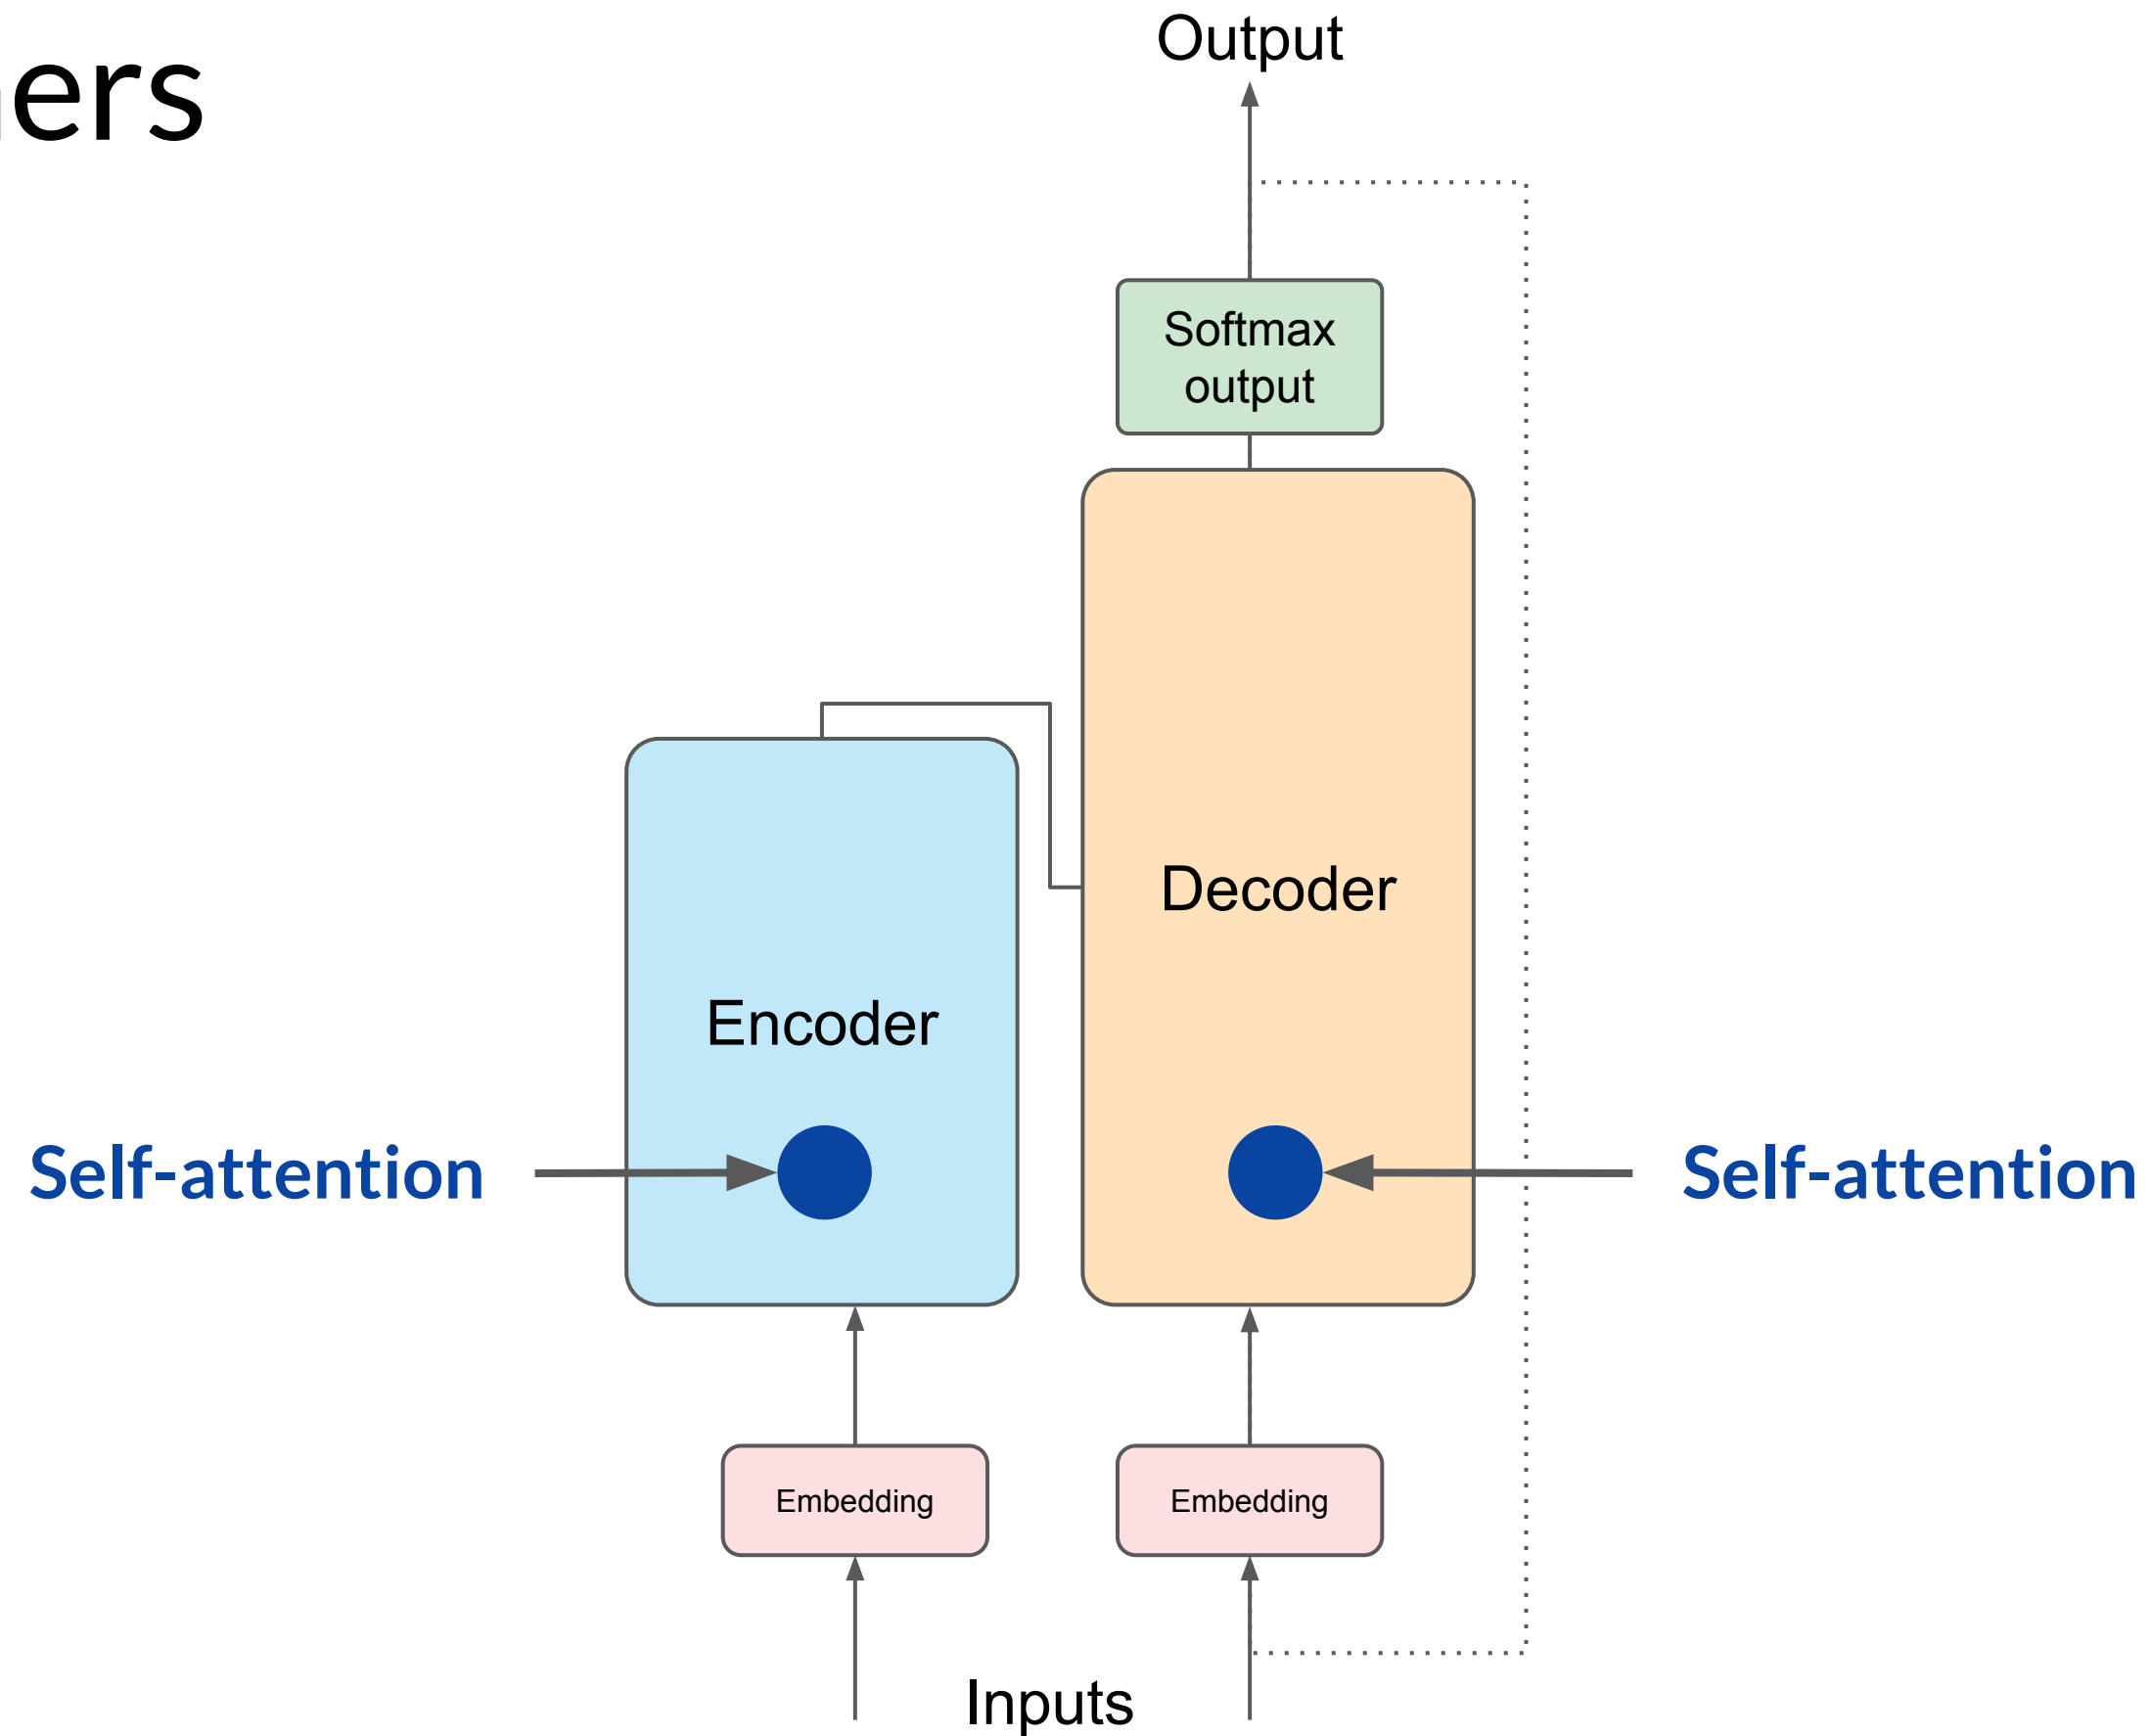 ers
Output
Softmax
output
Decoder
Encoder
Self-attention
Self-attention
Embedding
Embedding
Inputs